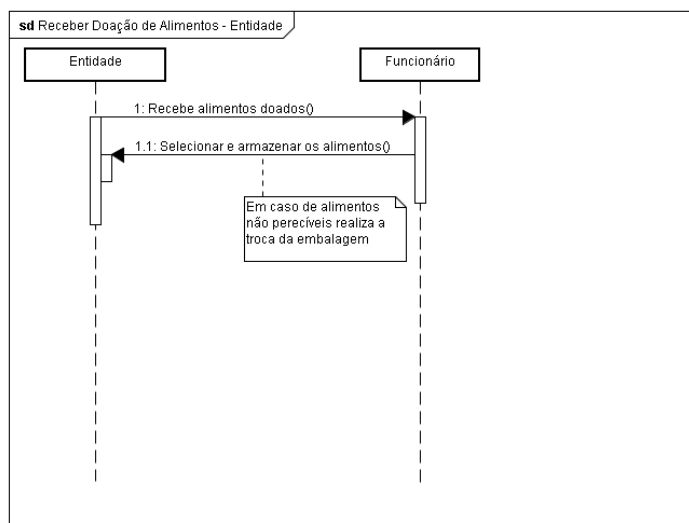 sd Receber Doação de Alimentos - Entidade
Entidade
Funcionário
1: Recebe alimentos doados()
1.1: Selecionar e armazenar os alimentos()
Em caso de alimentos
não perecíveis realiza a
troca da embalagem